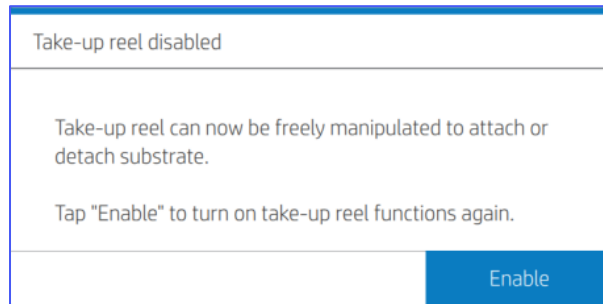 Take-up reel disabled
Take-up reel can now be freely manipulated to attach or
detach substrate.
Tap "Enable" to turn on take-up reel functions again.
Enable